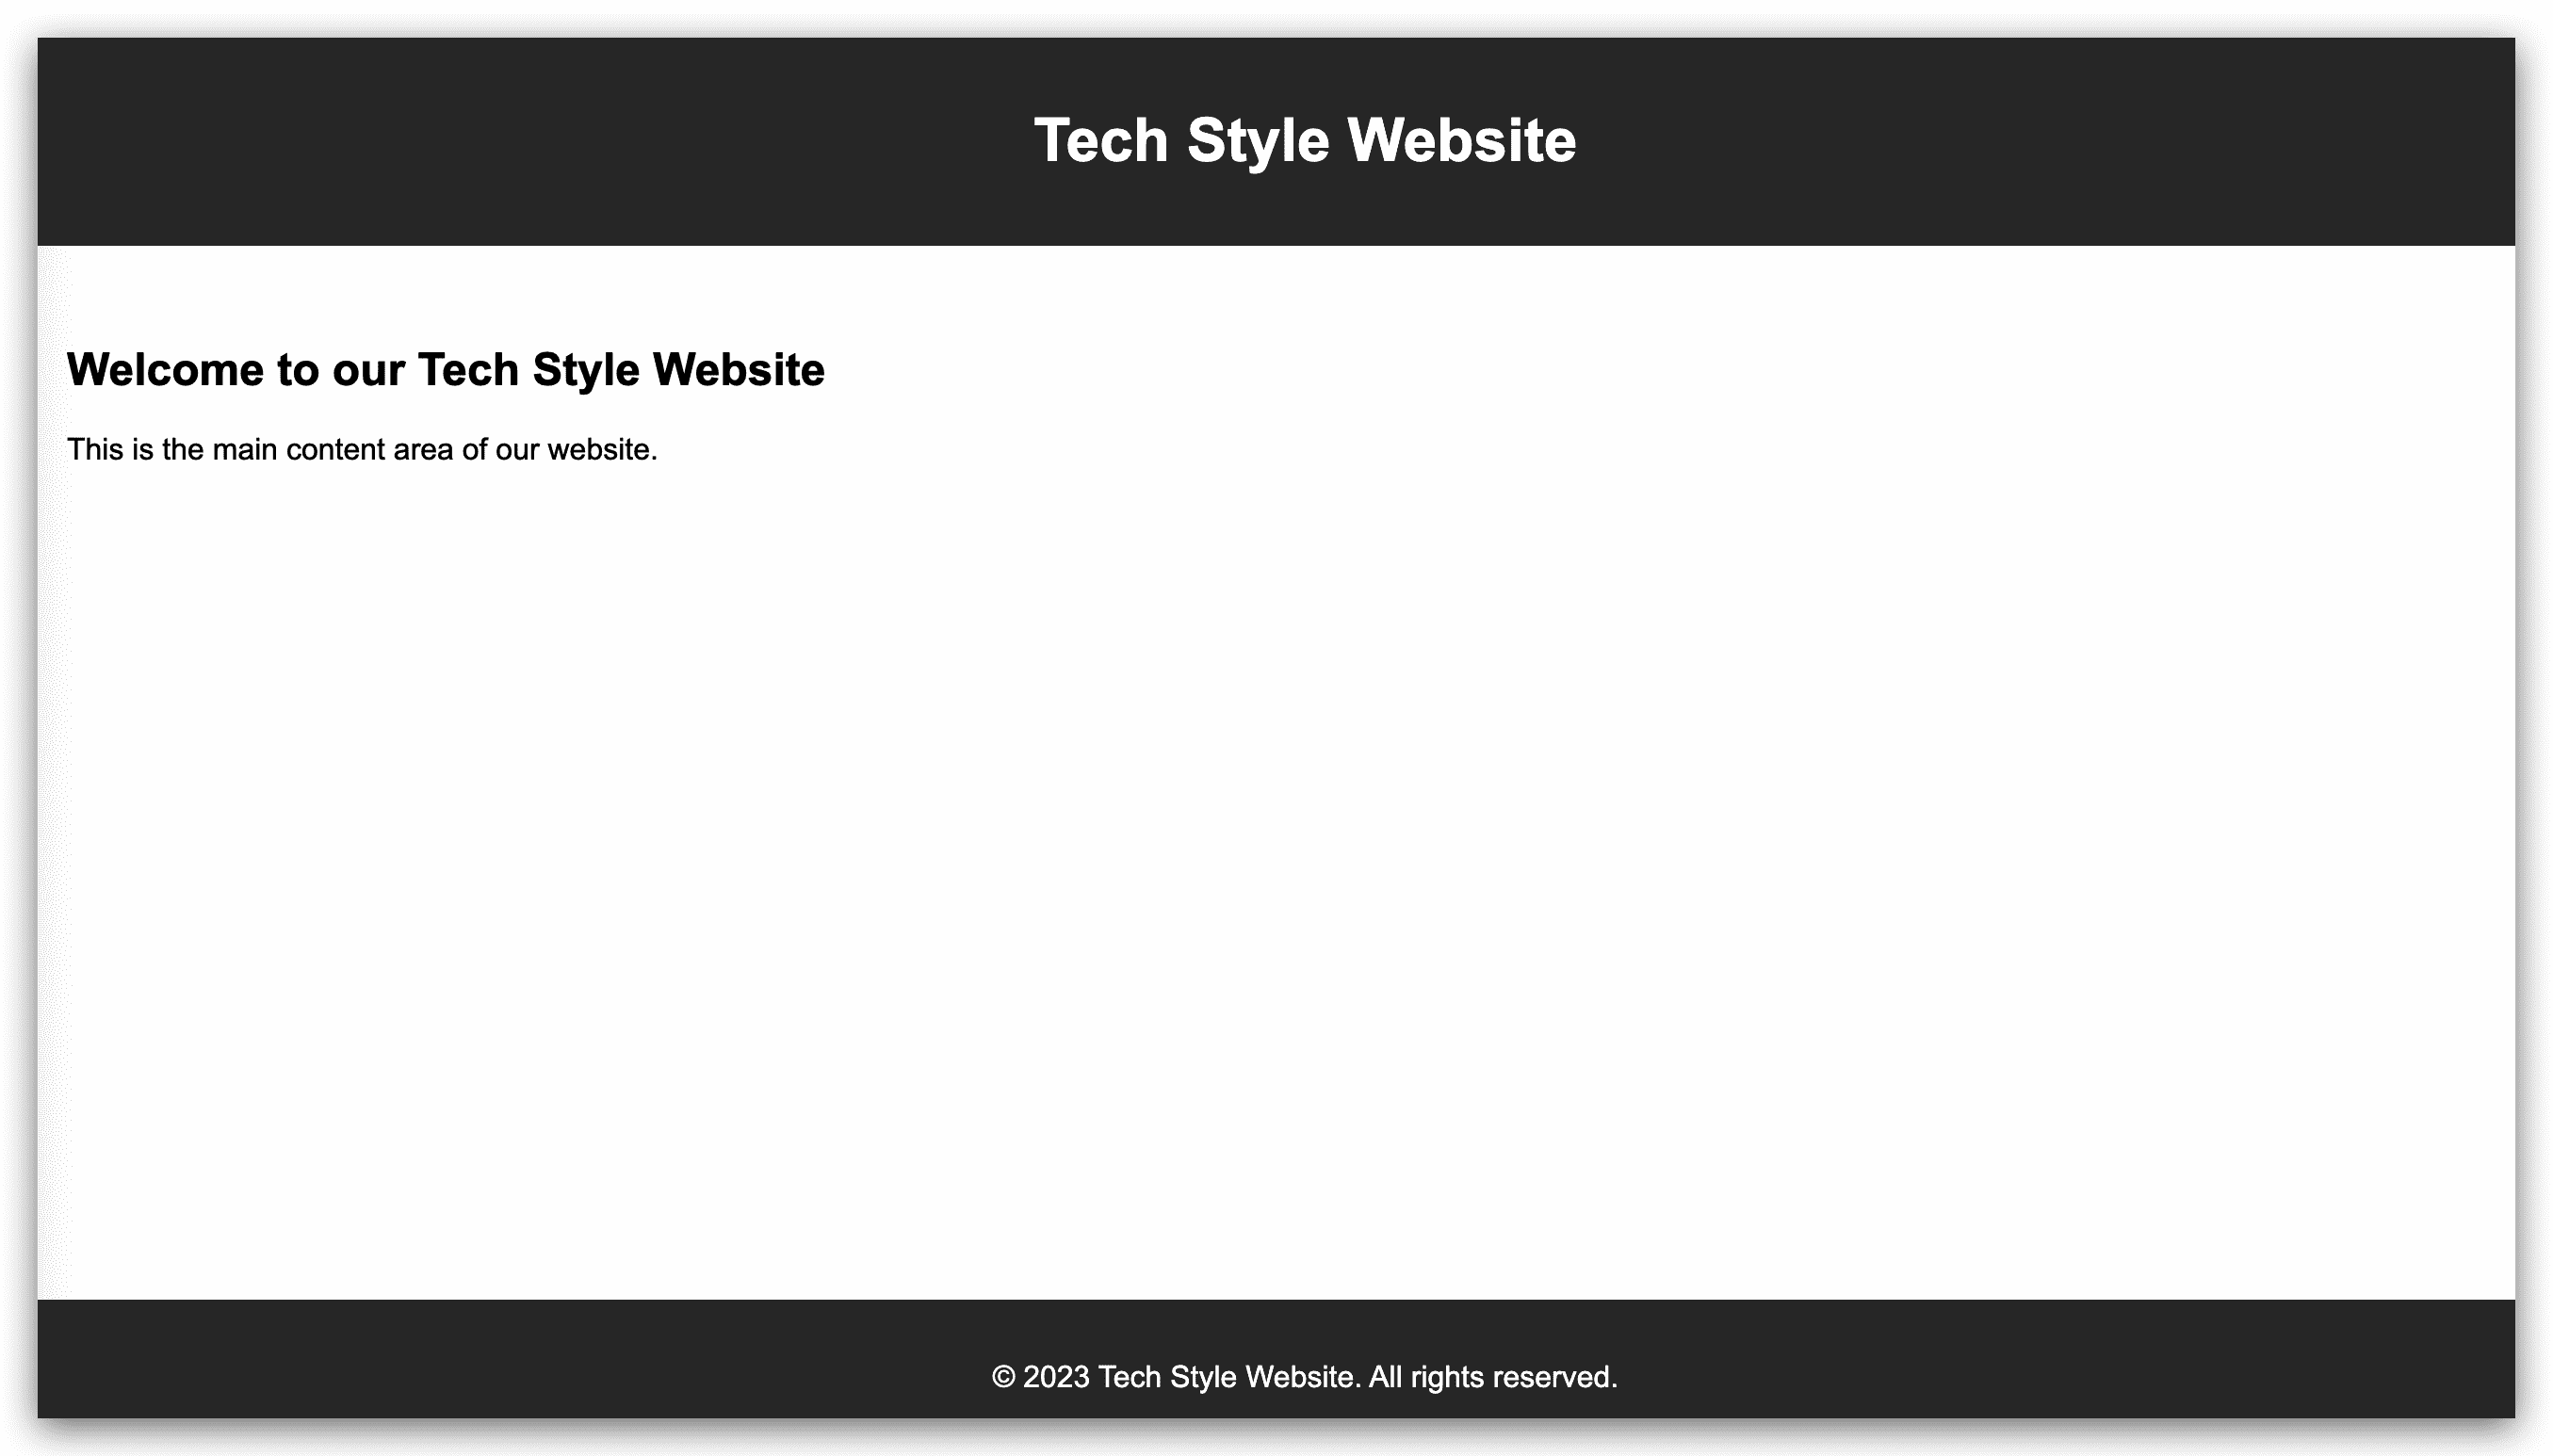 Tech Style Website
Welcome to our Tech Style Website
This is the main content area of our website.
© 2023 Tech Style Website. All rights reserved.